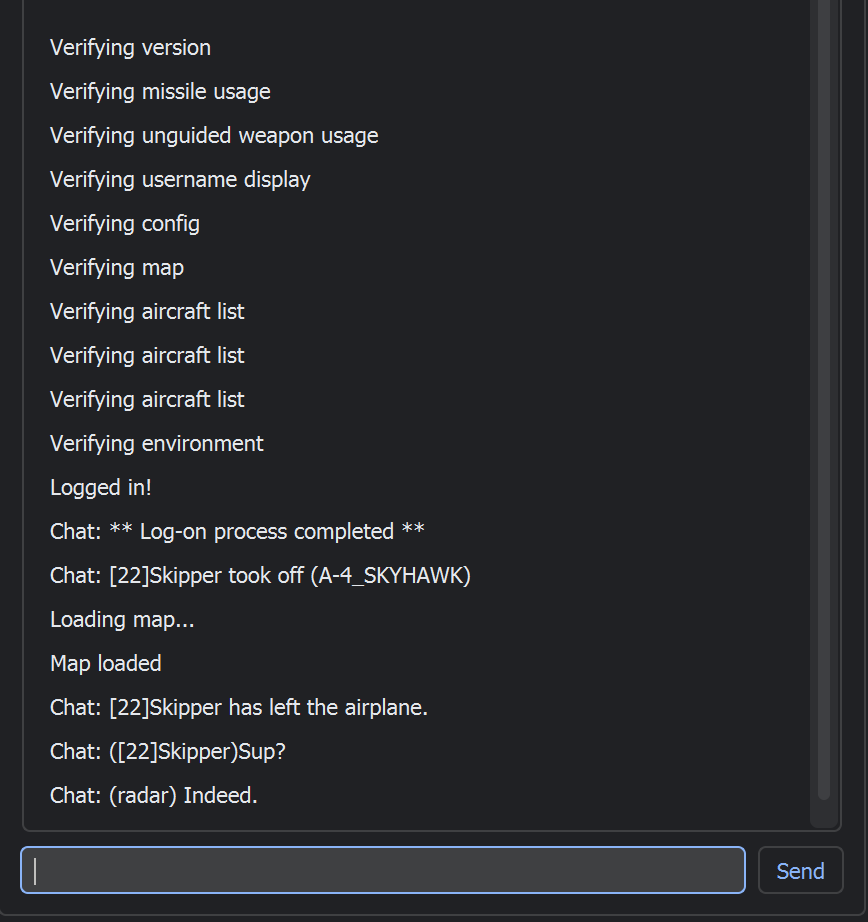 Verifying version
Verifying missile usage
Verifying unguided weapon usage
Verifying username display
Verifying config
Verifying map
Verifying aircraft list
Verifying aircraft list
Verifying aircraft list
Verifying environment
Logged in!
Chat: ** Log-on process completed **
Chat: [22]Skipper took off (A-4_SKYHAWK)
Loading map...
Map loaded
Chat: [22]Skipper has left the airplane.
Chat: ([22]Skipper)Sup?
Chat: (radar) Indeed.
Send